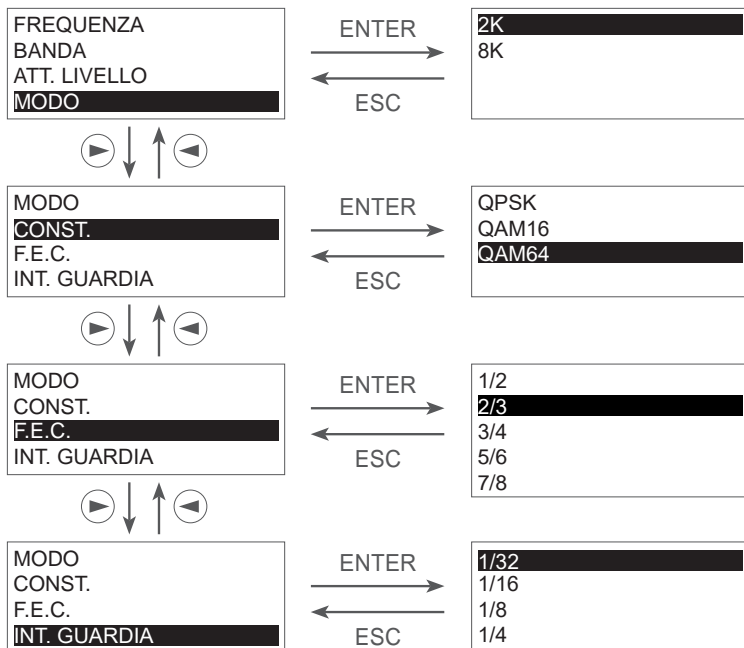 FREQUENZA
BANDA
ATT. LIVELLO
MODO
ENTER
ESC
2K
8K
MODO
CONST.
F.E.C.
INT. GUARDIA
ENTER
ESC
QPSK
QAM16
QAM64
MODO
CONST.
F.E.C.
INT. GUARDIA
ENTER
ESC
1/2
2/3
3/4
5/6
7/8
MODO
CONST.
F.E.C.
INT. GUARDIA
ENTER
ESC
1/32
1/16
1/8
1/4